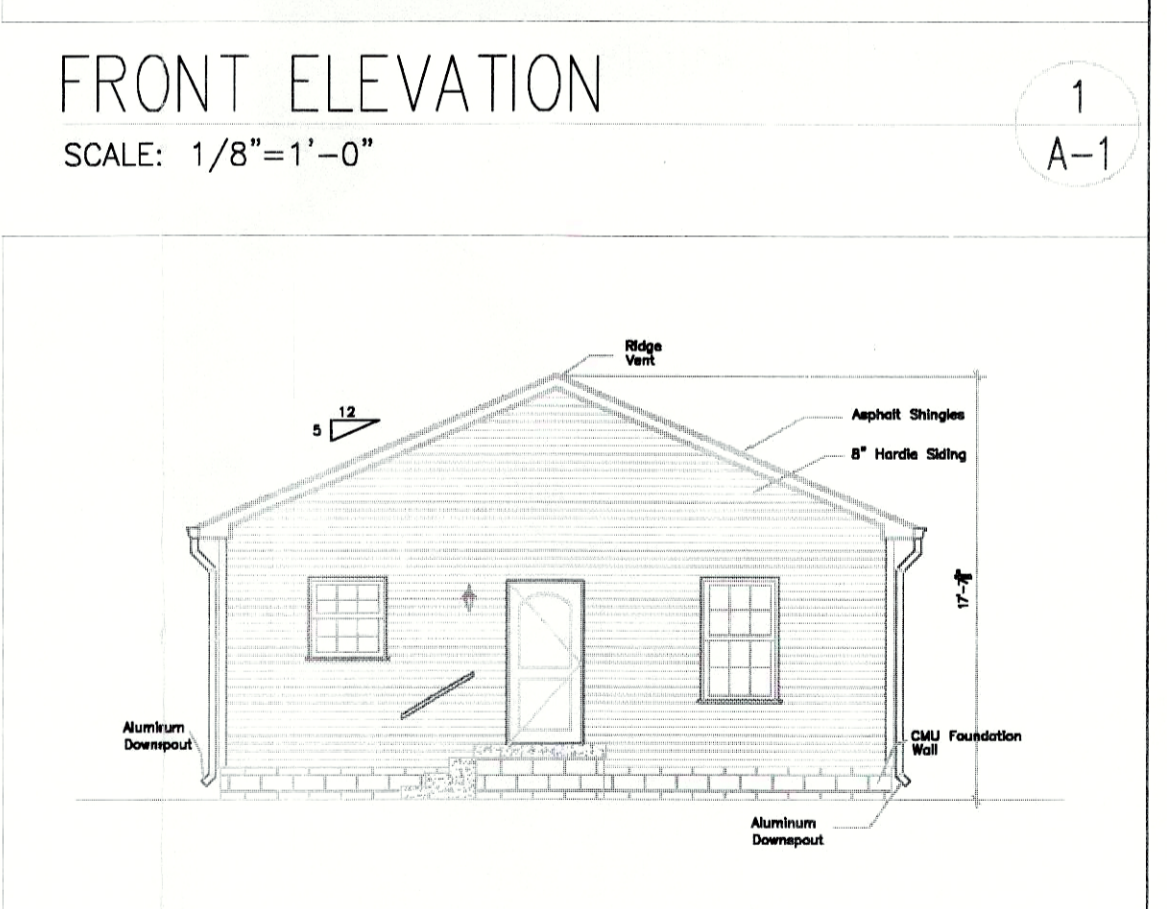 FRONT ELEVATION
SCALE: 1/8"=1'-0"
1
A-1
Ridge
Vent
12
5
Asphalt Shingles
8" Hardie Siding
Aluminum
Downspout
CMU Foundation
Wall
Aluminum
Downspout